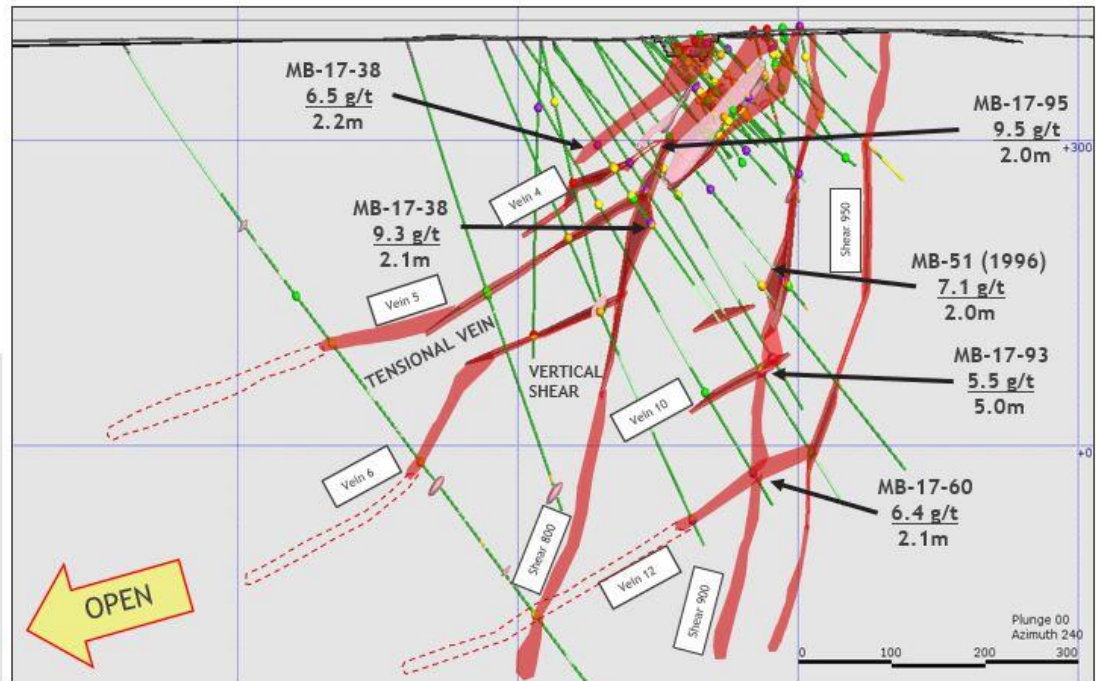 MB-17-38
6.5 g/t
2.2m
MB-17-95
9.5 g/t
2.0m
+300
Vein 4
MB-17-38
9.3 g/t
2.1m
Shear 950
MB-51 (1996)
7.1 g/t
2.0m
Vein 5
TENSIONAL VEIN
VERTICAL
SHEAR
MB-17-93
5.5 g/t
5.0m
Vein 10
+0
Vein 6
MB-17-60
6.4 g/t
2.1m
Shear 800
Vein 12
Shear 900
OPEN
Plunge 00
Azimuth 240
0 100 200 300